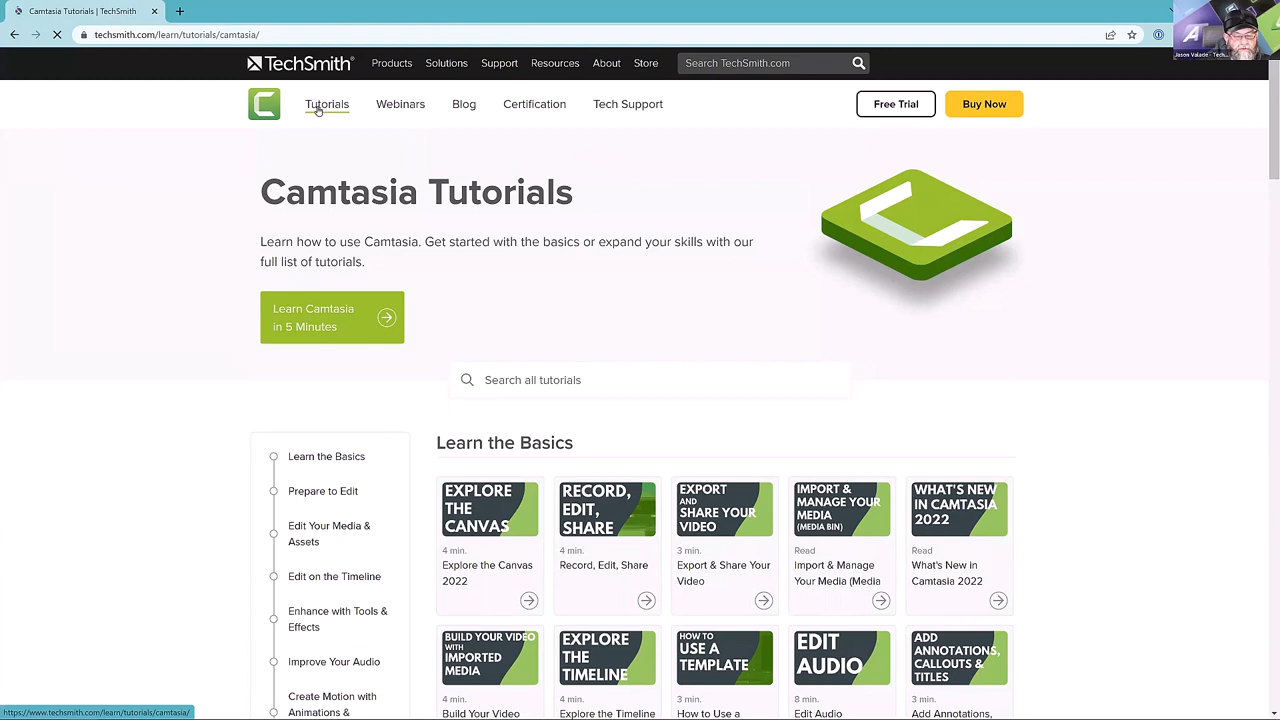 Camtasia Tutorials | TechSmith
techsmith.com/learn/tutorials/camtasia/
TechSmith
Products
Solutions
Support
Resources
About
Store
Search TechSmith.com
Tutorials
Webinars
Blog
Certification
Tech Support
Free Trial
Buy Now
Camtasia Tutorials
Learn how to use Camtasia. Get started with the basics or expand your skills with our
full list of tutorials.
Learn Camtasia
in 5 Minutes
Search all tutorials
Learn the Basics
Prepare to Edit
Edit Your Media &
Assets
Edit on the Timeline
Enhance with Tools &
Effects
Improve Your Audio
Create Motion with
Animations &
Learn the Basics
EXPLORE
THE
CANVAS
4 min.
Explore the Canvas
2022
RECORD,
EDIT,
SHARE
4 min.
Record, Edit, Share
EXPORT
AND
SHARE YOUR
VIDEO
3 min.
Export & Share Your
Video
IMPORT &
MANAGE YOUR
MEDIA
(MEDIA BIN)
Read
Import & Manage
Your Media (Media
WHAT'S NEW
IN CAMTASIA
2022
Read
What's New in
Camtasia 2022
BUILD YOUR VIDEO
WITH
IMPORTED
MEDIA
4 min.
Build Your Video
EXPLORE
THE
TIMELINE
4 min.
Explore the Timeline
HOW TO
USE A
TEMPLATE
3 min.
How to Use a
EDIT
AUDIO
8 min.
Edit Audio
ADD
ANNOTATIONS,
CALLOUTS &
TITLES
3 min.
Add Annotations,
https://www.techsmith.com/learn/tutorials/camtasia/
Jason Valade - Tech...